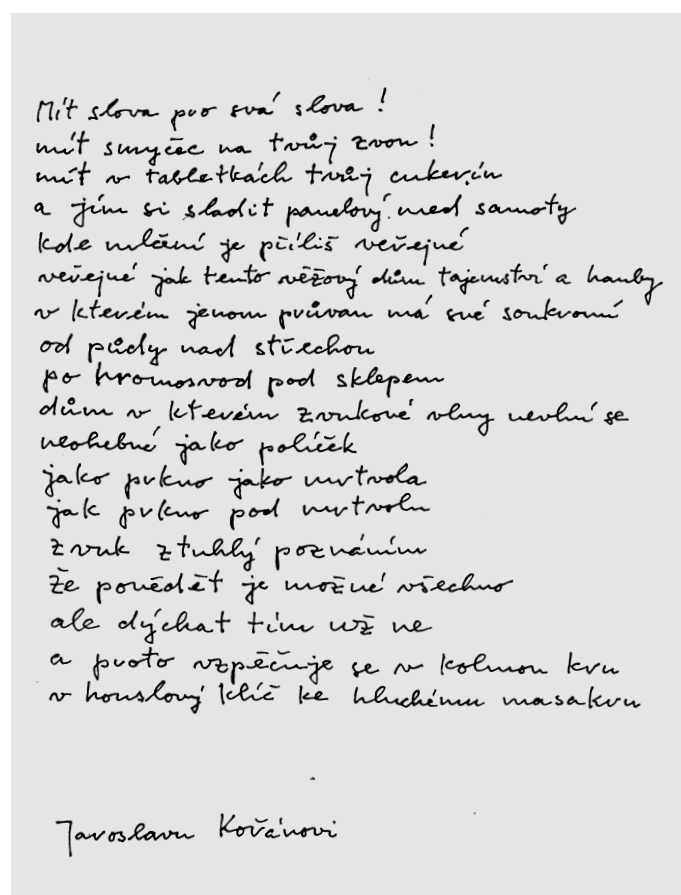 Mít slova pro svá slova!
mít smyčec na tvůj zvon!
mít v tabletkách tvůj cukerín
a jím si sladit panelový med samoty
kde mlčení je příliš veřejné
veřejné jak tento věžový dům tajemství a hanby
v kterém jenom průvan má své soukromí
od půdy nad střechou
po hromosvod pod sklepem
dům v kterém zvukové vlny nevlní se
neohebné jako políček
jako prkno jako mrtvola
jak prkno pod mrtvolu
zvuk ztuhlý poznáním
že povědět je možné všechno
ale dýchat tím už ne
a proto vzpěčuje se v kolmou kru
v houslový klíč ke hluchému masakru
Jaroslavu Kořánovi